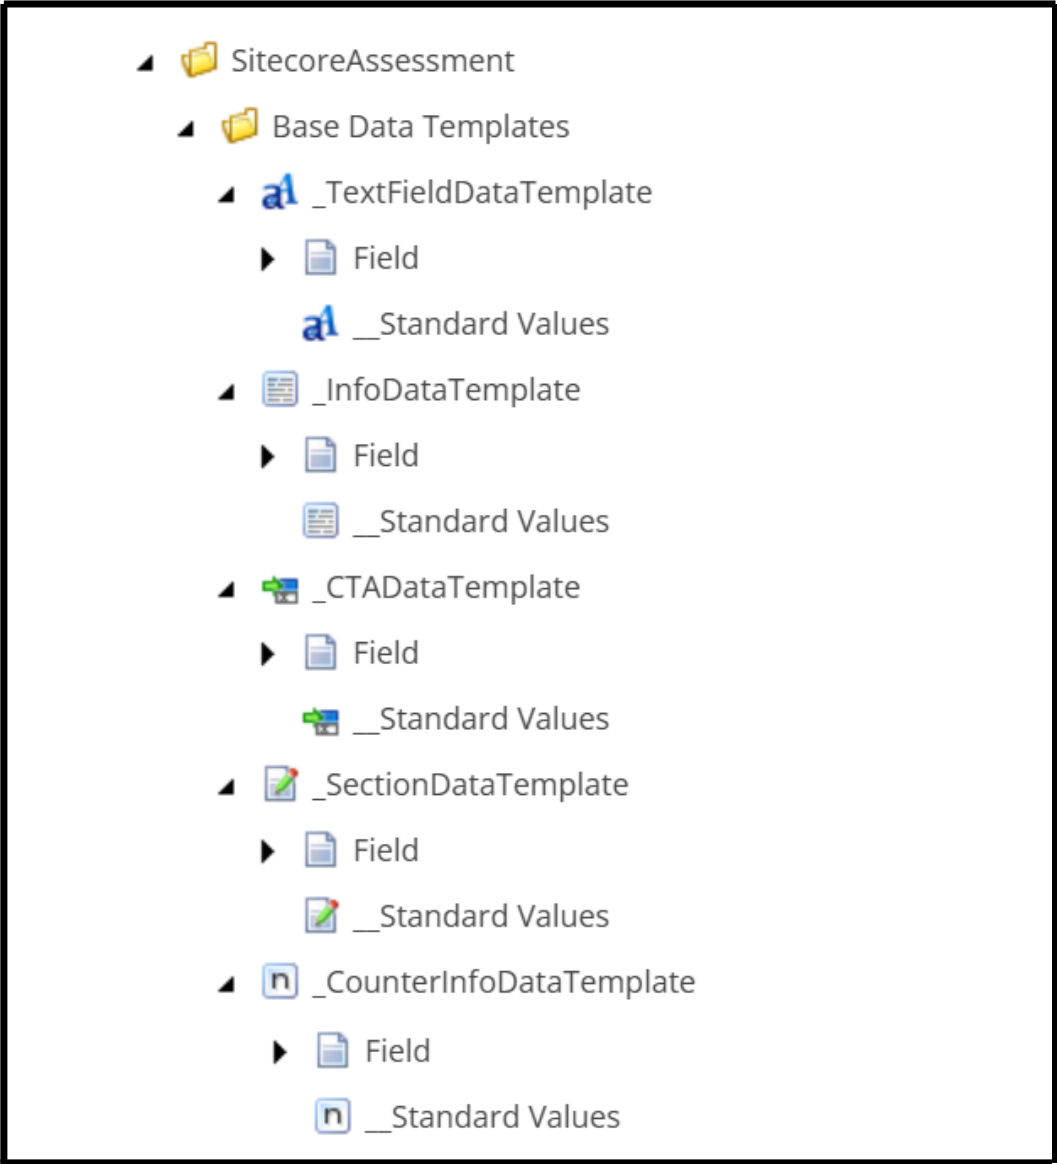 SitecoreAssessment
Base Data Templates
_TextFieldDataTemplate
Field
__Standard Values
_InfoDataTemplate
Field
__Standard Values
_CTADataTemplate
Field
__Standard Values
_SectionDataTemplate
Field
__Standard Values
_CounterInfoDataTemplate
Field
__Standard Values